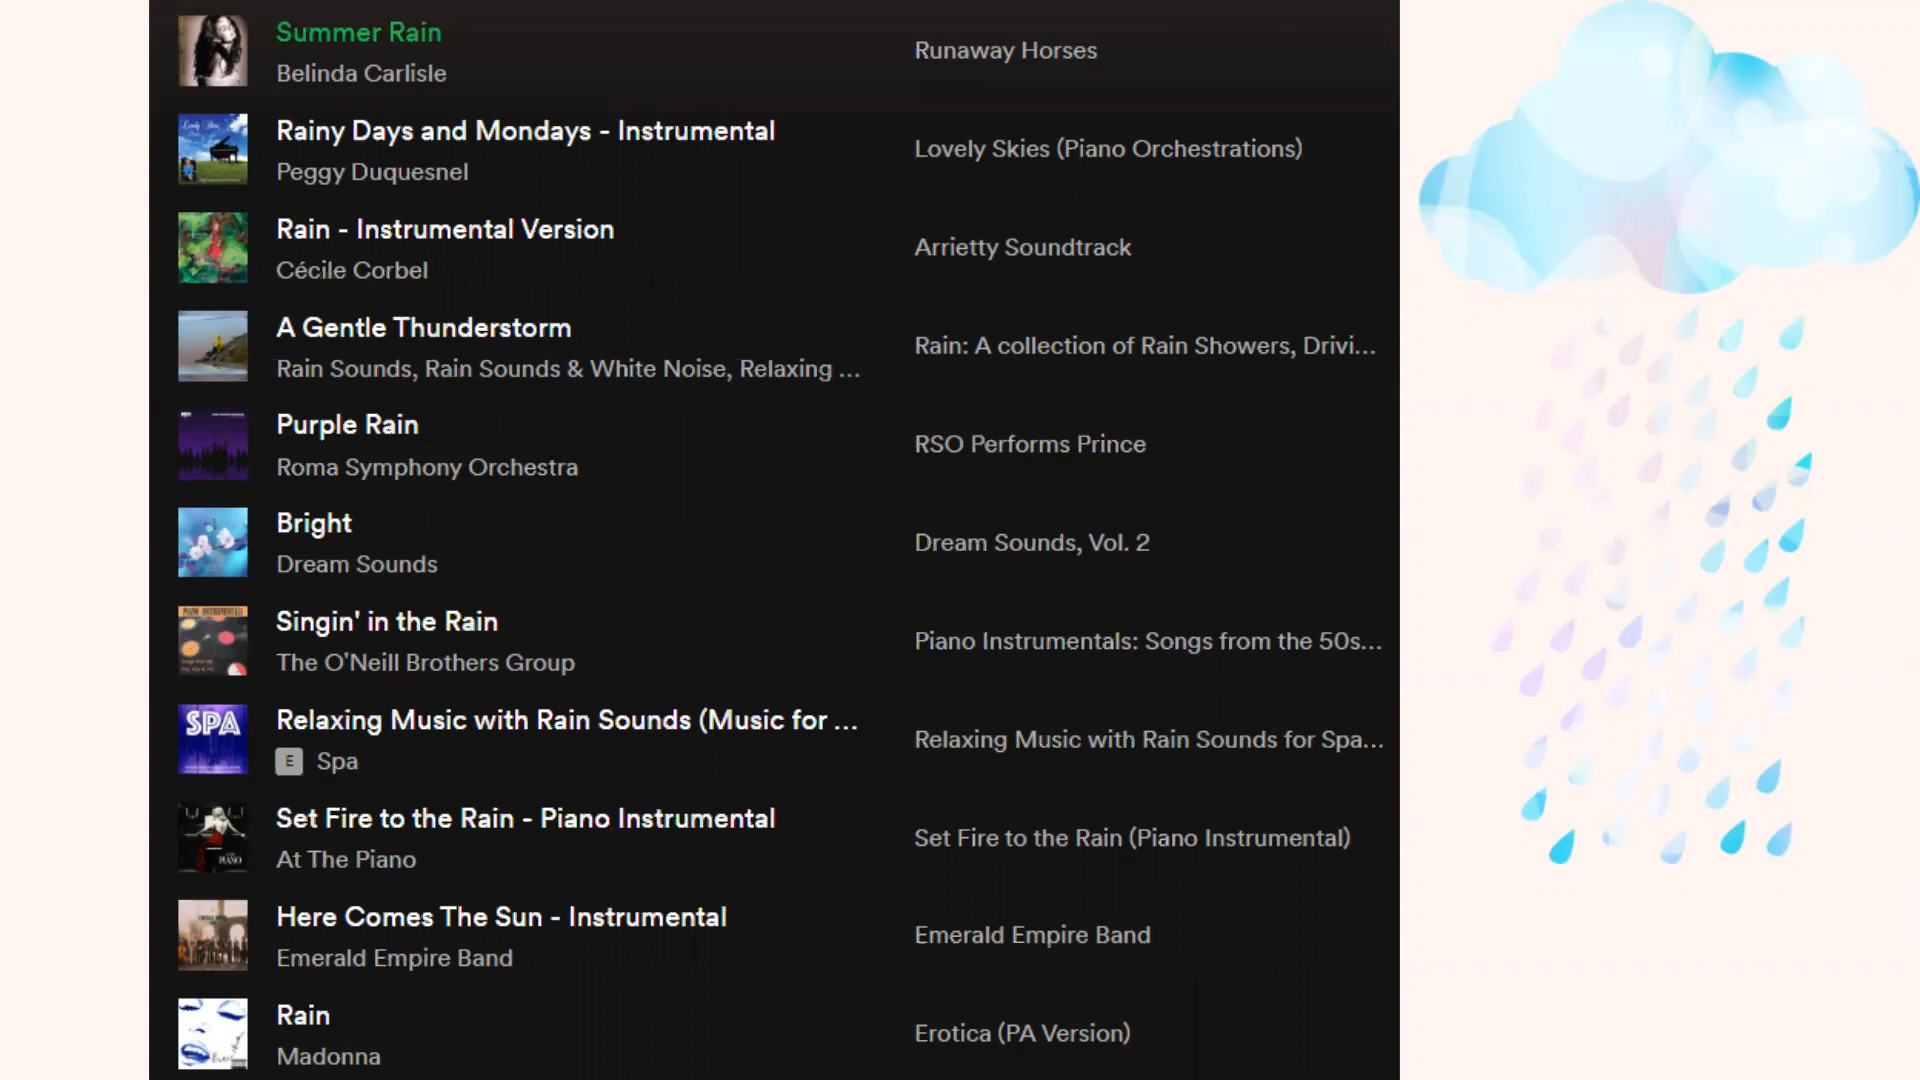 Summer Rain
Belinda Carlisle
Runaway Horses
Rainy Days and Mondays - Instrumental
Peggy Duquesnel
Lovely Skies (Piano Orchestrations)
Rain - Instrumental Version
Cécile Corbel
Arrietty Soundtrack
A Gentle Thunderstorm
Rain Sounds, Rain Sounds & White Noise, Relaxing ...
Rain: A collection of Rain Showers, Drivi...
Purple Rain
Roma Symphony Orchestra
RSO Performs Prince
Bright
Dream Sounds
Dream Sounds, Vol. 2
Singin' in the Rain
The O'Neill Brothers Group
Piano Instrumentals: Songs from the 50s...
SPA
Relaxing Music with Rain Sounds (Music for ...
E Spa
Relaxing Music with Rain Sounds for Spa...
PIANO
Set Fire to the Rain - Piano Instrumental
At The Piano
Set Fire to the Rain (Piano Instrumental)
Here Comes The Sun - Instrumental
Emerald Empire Band
Emerald Empire Band
Rain
Madonna
Erotica (PA Version)